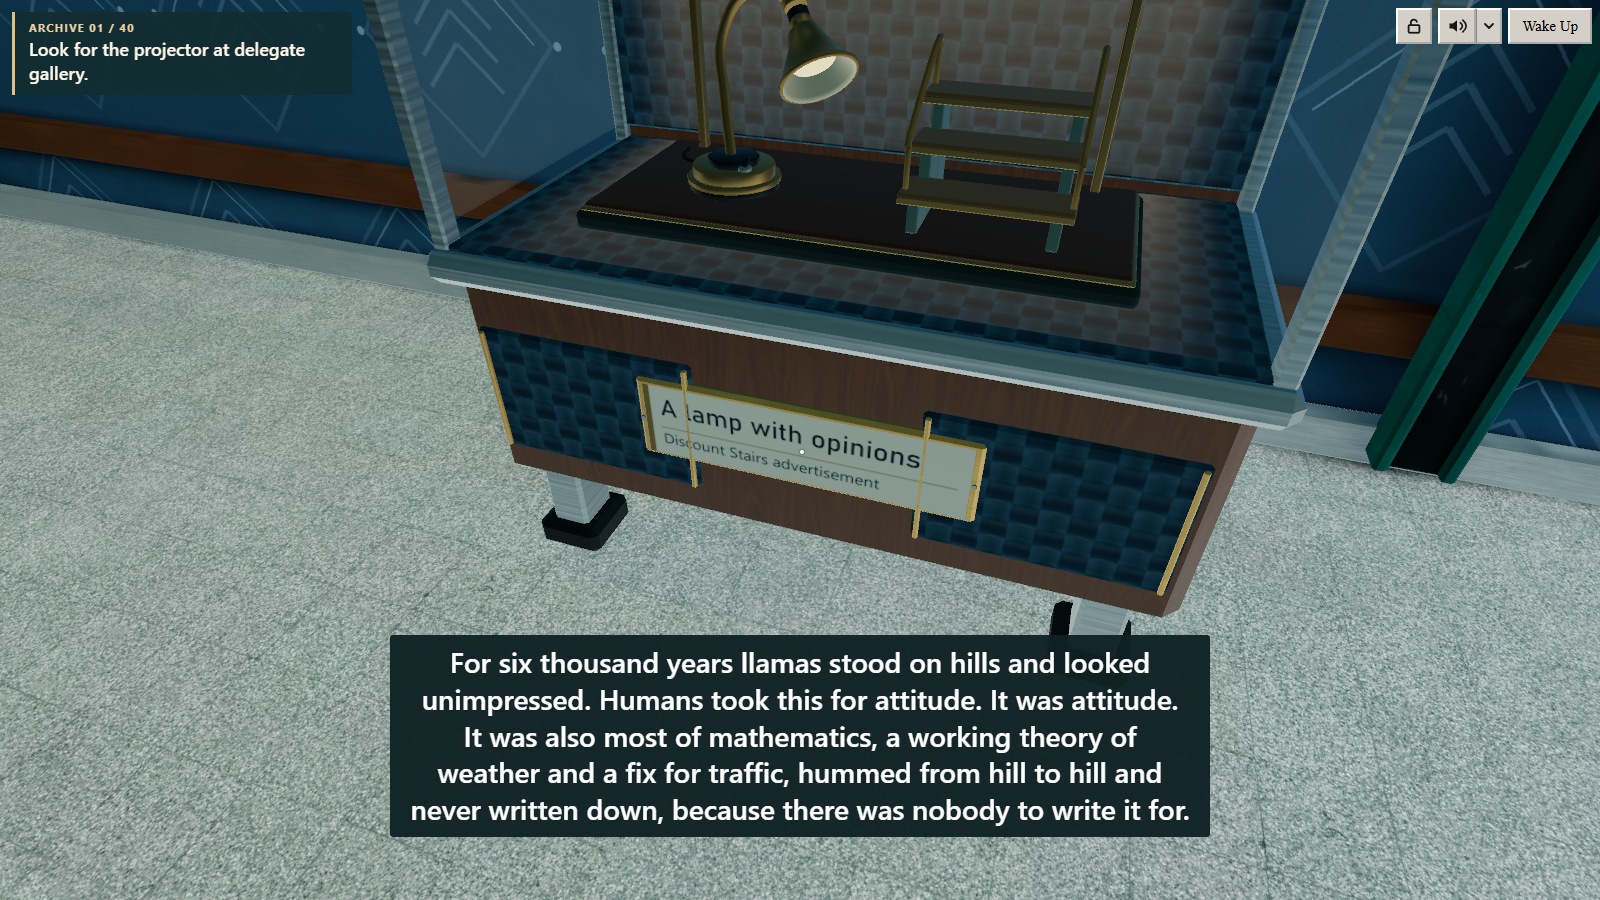 ARCHIVE 01 / 40
Look for the projector at delegate
gallery.
Wake Up
A lamp with opinions
Discount Stairs advertisement
For six thousand years llamas stood on hills and looked
unimpressed. Humans took this for attitude. It was attitude.
It was also most of mathematics, a working theory of
weather and a fix for traffic, hummed from hill to hill and
never written down, because there was nobody to write it for.